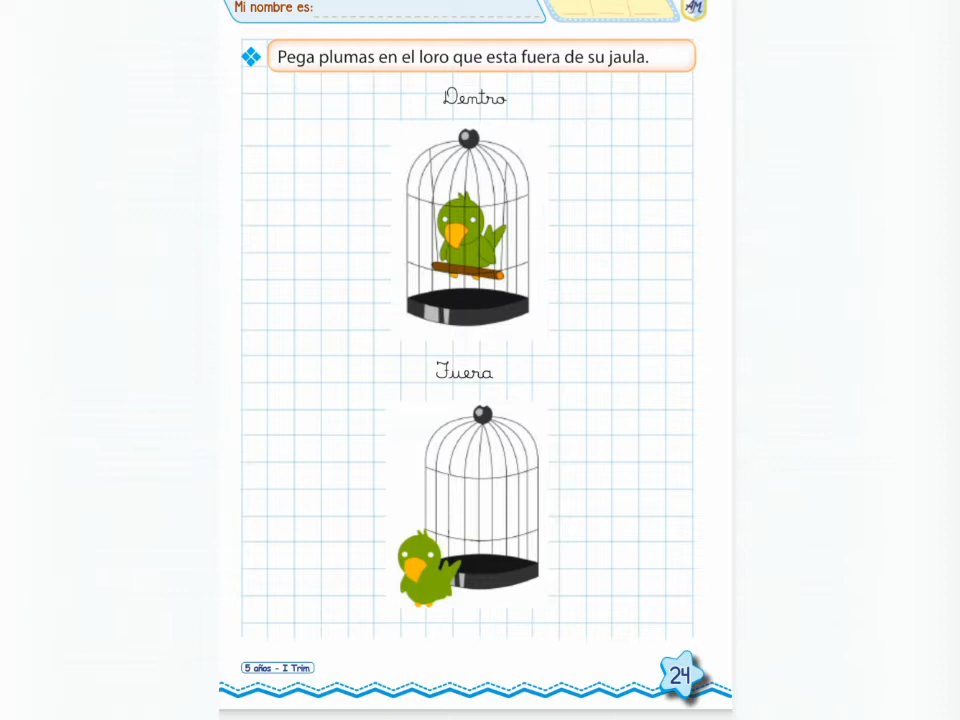 Mi nombre es:
AM
Pega plumas en el loro que esta fuera de su jaula.
Dentro
Fuera
5 años - I Trim
24